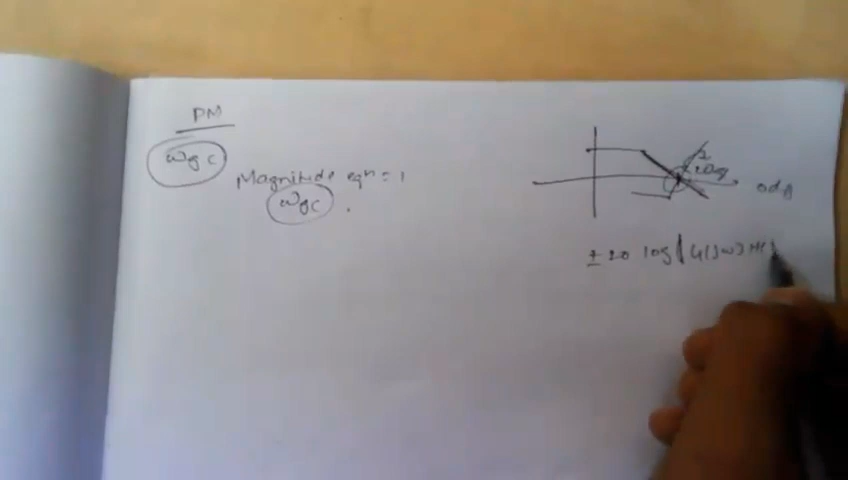 PM
ωgc
Magnitude eqn = 1
ωgc .
0db
± 20 log|G(jω)H(j